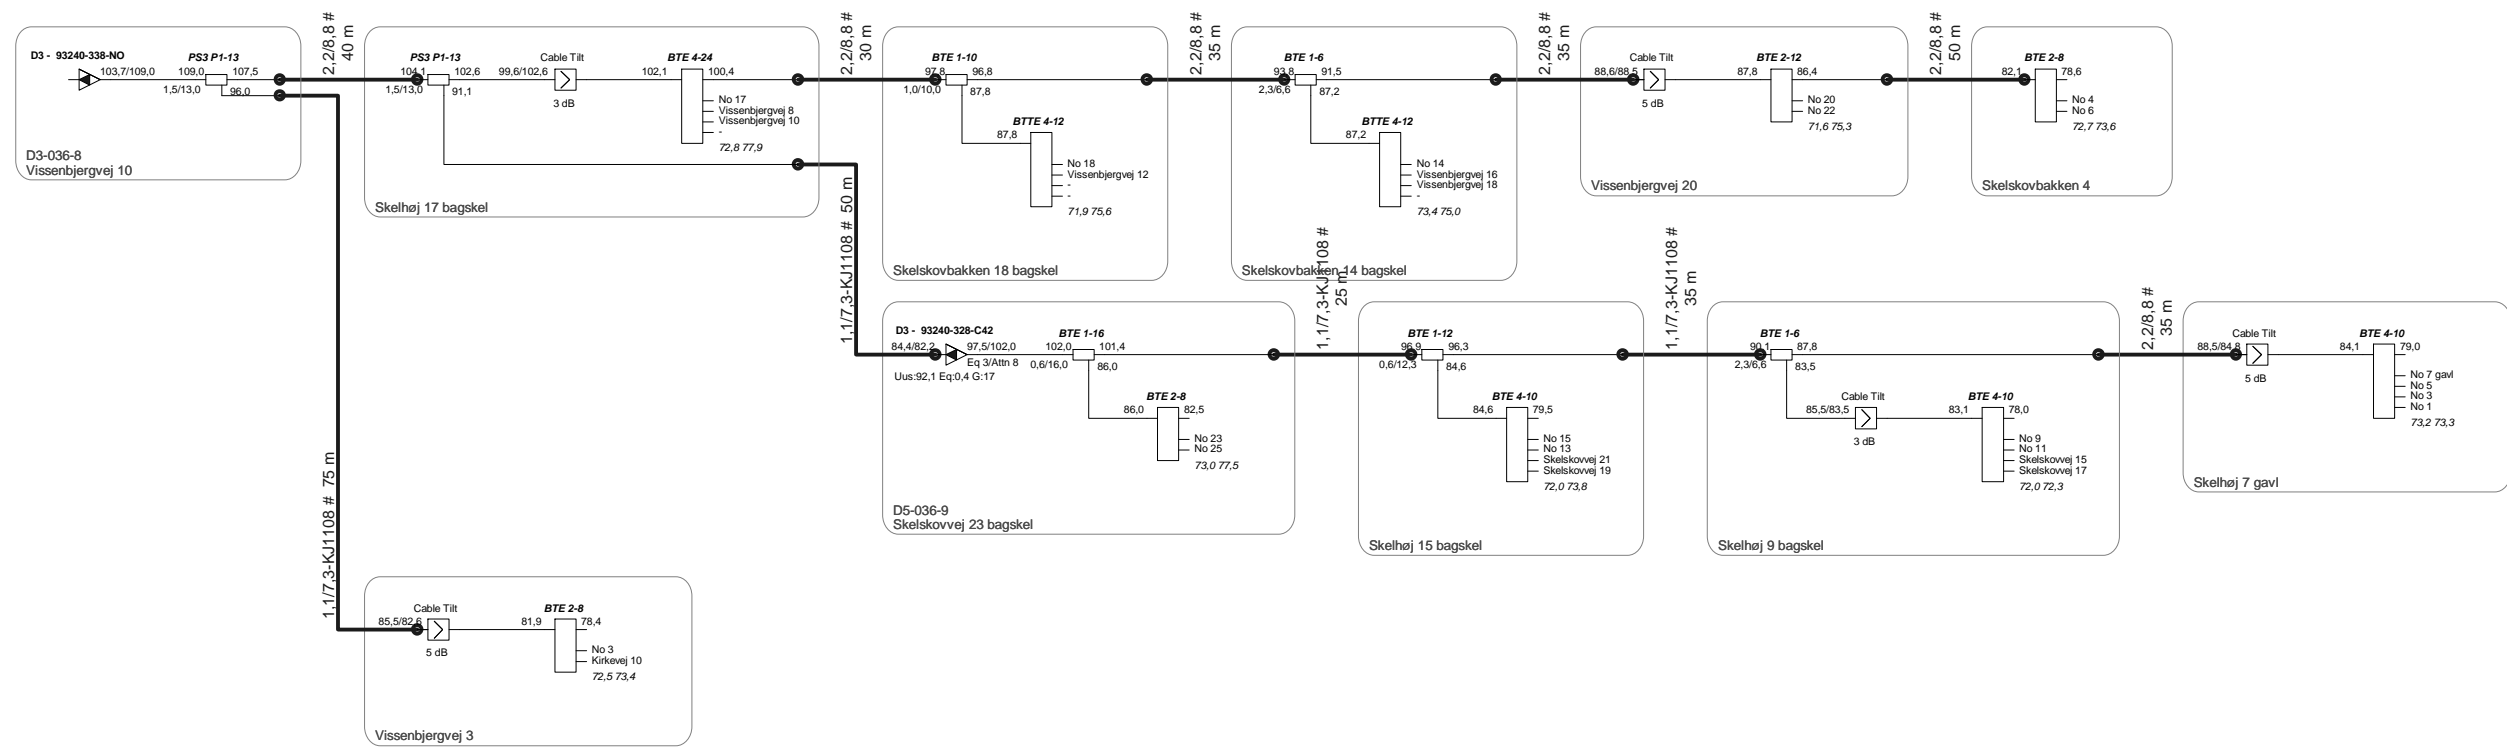 D3 - 93240-338-NO
103,7/109,0
PS3 P1-13
109,0
107,5
1,5/13,0
96,0
D3-036-8
Vissenbjergvej 10
2,2/8,8 #
40 m
PS3 P1-13
104,1
102,6
1,5/13,0
91,1
Cable Tilt
99,6/102,6
3 dB
BTE 4-24
102,1
100,4
No 17
Vissenbjergvej 8
Vissenbjergvej 10
-
72,8 77,9
Skelhøj 17 bagskel
2,2/8,8 #
30 m
BTE 1-10
97,8
96,8
1,0/10,0
87,8
BTTE 4-12
87,8
No 18
Vissenbjergvej 12
-
-
71,9 75,6
Skelskovbakken 18 bagskel
2,2/8,8 #
35 m
BTE 1-6
93,8
91,5
2,3/6,6
87,2
BTTE 4-12
87,2
No 14
Vissenbjergvej 16
Vissenbjergvej 18
-
73,4 75,0
Skelskovbakken 14 bagskel
2,2/8,8 #
35 m
Cable Tilt
88,6/88,5
5 dB
BTE 2-12
87,8
86,4
No 20
No 22
71,6 75,3
Vissenbjergvej 20
2,2/8,8 #
50 m
BTE 2-8
82,1
78,6
No 4
No 6
72,7 73,6
Skelskovbakken 4
1,1/7,3-KJ1108 # 50 m
D3 - 93240-328-C42
84,4/82,2
97,5/102,0
Eq 3/Attn 8
Uus:92,1 Eq:0,4 G:17
BTE 1-16
102,0
101,4
0,6/16,0
86,0
BTE 2-8
86,0
82,5
No 23
No 25
73,0 77,5
D5-036-9
Skelskovvej 23 bagskel
1,1/7,3-KJ1108 #
25 m
BTE 1-12
96,9
96,3
0,6/12,3
84,6
BTE 4-10
84,6
79,5
No 15
No 13
Skelskovvej 21
Skelskovvej 19
72,0 73,8
Skelhøj 15 bagskel
1,1/7,3-KJ1108 #
35 m
BTE 1-6
90,1
87,8
2,3/6,6
83,5
Cable Tilt
85,5/83,5
3 dB
BTE 4-10
83,1
78,0
No 9
No 11
Skelskovvej 15
Skelskovvej 17
72,0 72,3
Skelhøj 9 bagskel
2,2/8,8 #
35 m
Cable Tilt
88,5/84,8
5 dB
BTE 4-10
84,1
79,0
No 7 gavl
No 5
No 3
No 1
73,2 73,3
Skelhøj 7 gavl
1,1/7,3-KJ1108 # 75 m
Cable Tilt
85,5/82,6
5 dB
BTE 2-8
81,9
78,4
No 3
Kirkevej 10
72,5 73,4
Vissenbjergvej 3